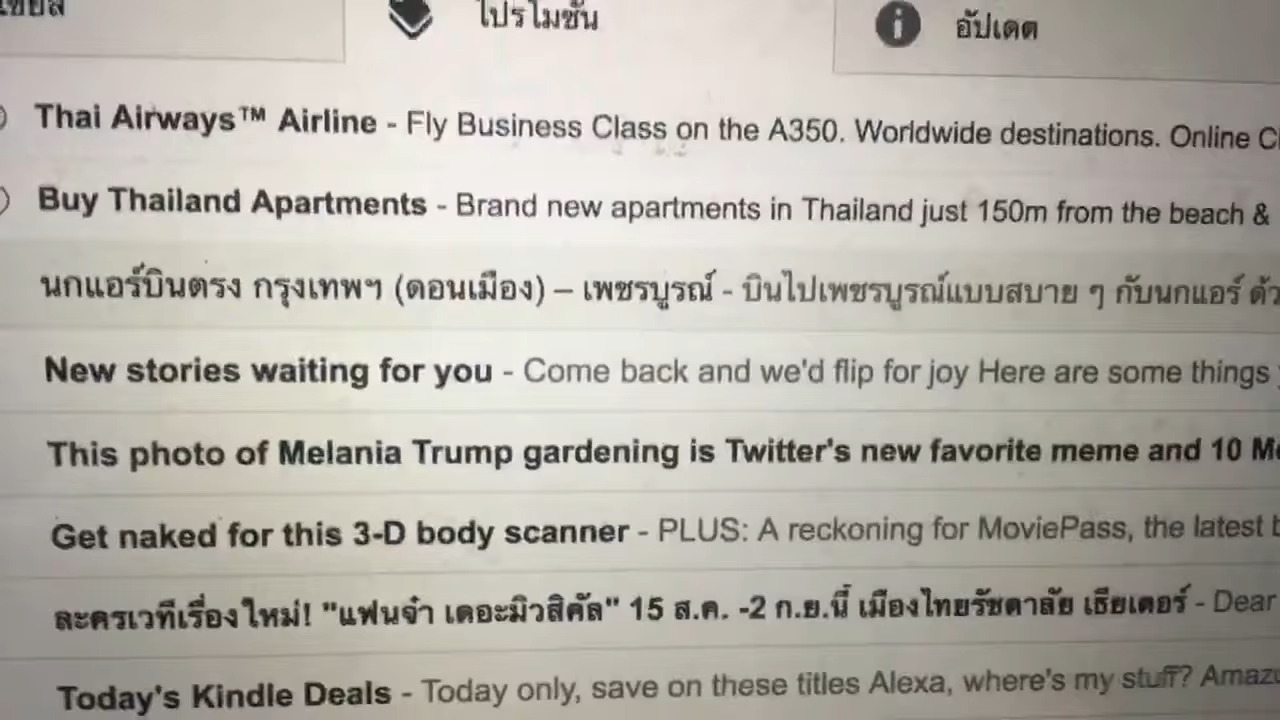 โซเชียล
โปรโมชัน
อัปเดต
Thai Airways™ Airline - Fly Business Class on the A350. Worldwide destinations. Online
Buy Thailand Apartments - Brand new apartments in Thailand just 150m from the beach &
นกแอร์บินตรง กรุงเทพฯ (ดอนเมือง) – เพชรบูรณ์ - บินไปเพชรบูรณ์แบบสบาย ๆ กับนกแอร์
New stories waiting for you - Come back and we'd flip for joy Here are some things
This photo of Melania Trump gardening is Twitter's new favorite meme and 10
Get naked for this 3-D body scanner - PLUS: A reckoning for MoviePass, the latest
ละครเวทีเรื่องใหม่! "แฟนจ๋า เดอะมิวสิคัล" 15 ส.ค. -2 ก.ย.นี้ เมืองไทยรัชดาลัย เธียเตอร์ - Dear
Today's Kindle Deals - Today only, save on these titles Alexa, where's my stuff?